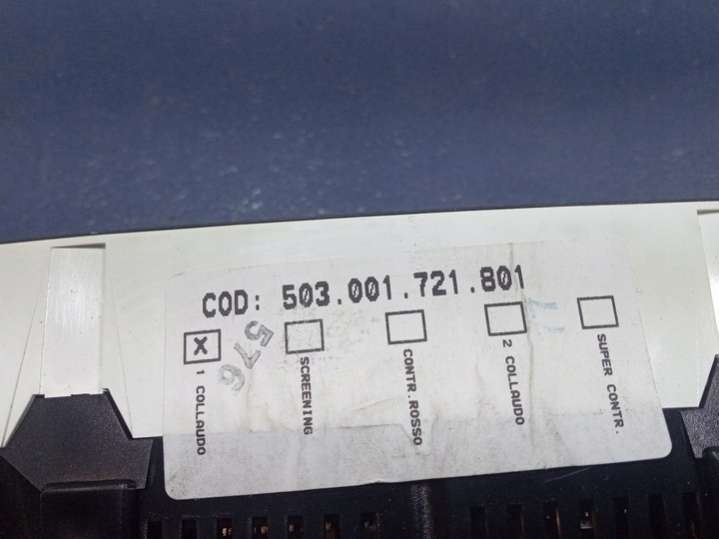 COD: 503.001.721.801
X
1 COLLAUDO
576
SCREENING
CONTR.ROSSO
2 COLLAUDO
SUPER CONTR.